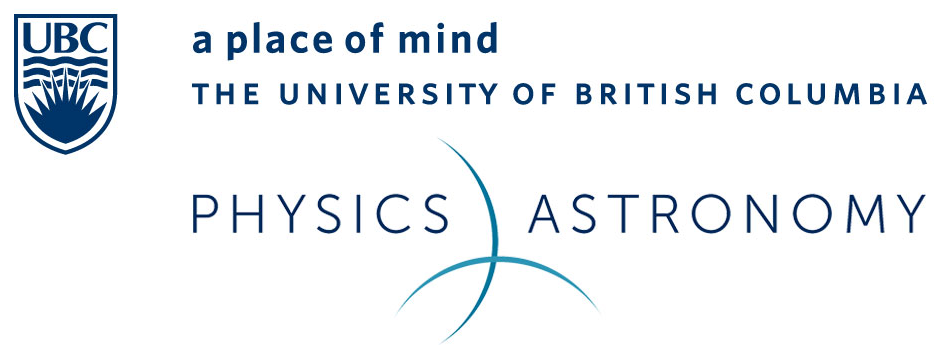 UBC
a place of mind
THE UNIVERSITY OF BRITISH COLUMBIA
PHYSICS ASTRONOMY